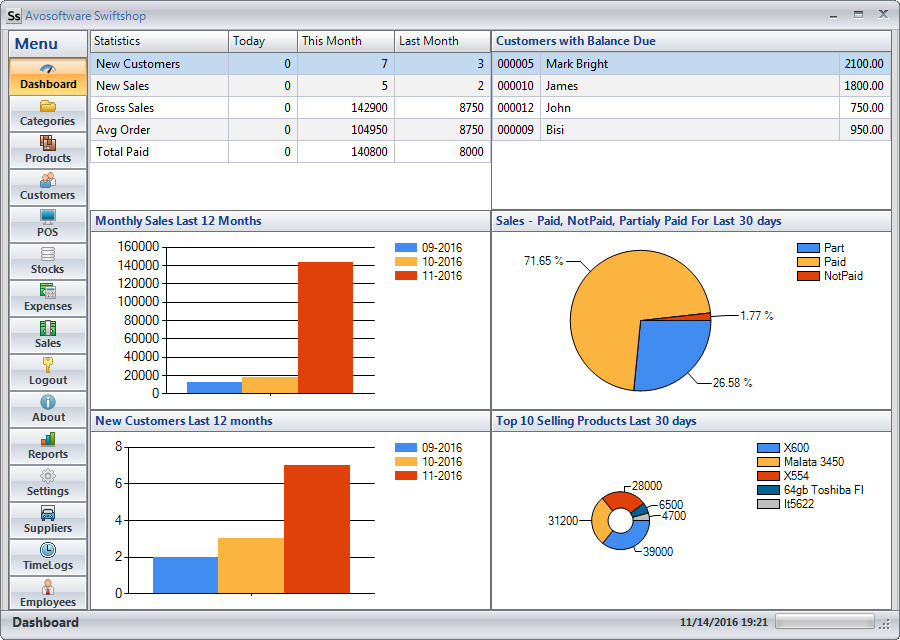 Ss Avosoftware Swiftshop
Menu
Dashboard
Categories
Products
Customers
POS
Stocks
Expenses
Sales
Logout
About
Reports
Settings
Suppliers
TimeLogs
Employees
Statistics Today This Month Last Month
New Customers 0 7 3
New Sales 0 5 2
Gross Sales 0 142900 8750
Avg Order 0 104950 8750
Total Paid 0 140800 8000
Customers with Balance Due
000005 Mark Bright 2100.00
000010 James 1800.00
000012 John 750.00
000009 Bisi 950.00
Monthly Sales Last 12 Months
160000
140000
120000
100000
80000
60000
40000
20000
0
09-2016
10-2016
11-2016
Sales - Paid, NotPaid, Partialy Paid For Last 30 days
71.65 %
1.77 %
26.58 %
Part
Paid
NotPaid
New Customers Last 12 months
8
6
4
2
0
09-2016
10-2016
11-2016
Top 10 Selling Products Last 30 days
28000
6500
4700
31200
39000
X600
Malata 3450
X554
64gb Toshiba Fl
It5622
Dashboard 11/14/2016 19:21